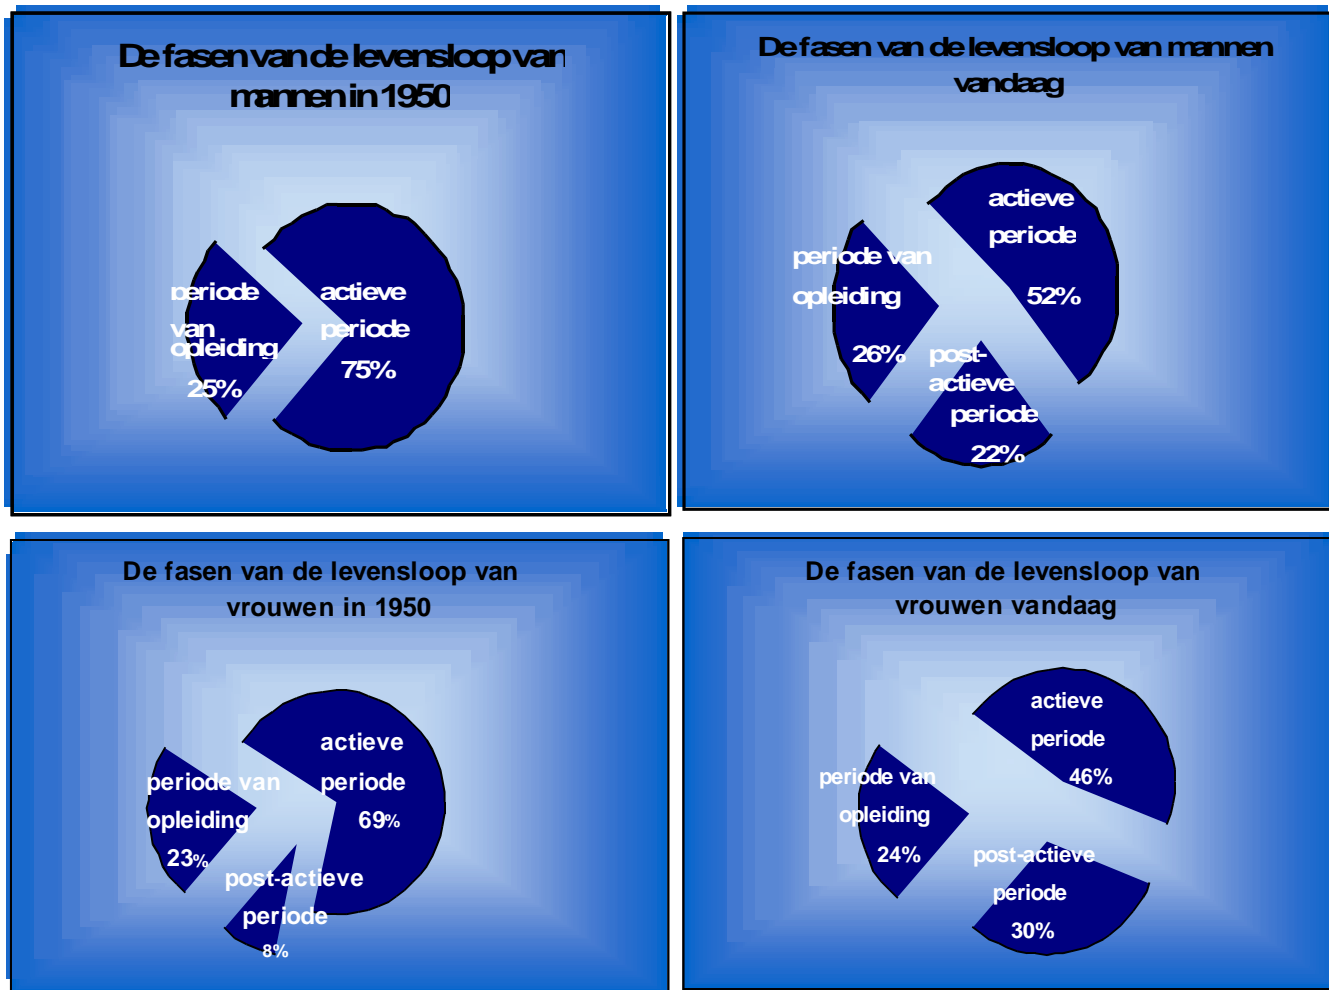 De fasen van de levensloop van
mannen in 1950
periode
van
opleiding
25%
actieve
periode
75%
De fasen van de levensloop van mannen
vandaag
actieve
periode
52%
periode van
opleiding
26%
post-
actieve
periode
22%
De fasen van de levensloop van
vrouwen in 1950
actieve
periode
69%
periode van
opleiding
23%
post-actieve
periode
8%
De fasen van de levensloop van
vrouwen vandaag
actieve
periode
46%
periode van
opleiding
24%
post-actieve
periode
30%